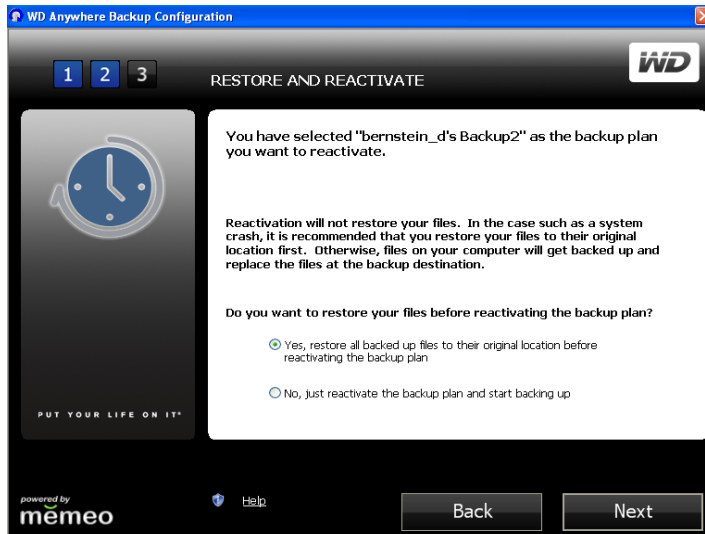 WD Anywhere Backup Configuration
WD
1 2 3
RESTORE AND REACTIVATE
You have selected "bernstein_d's Backup2" as the backup plan
you want to reactivate.
Reactivation will not restore your files. In the case such as a system
crash, it is recommended that you restore your files to their original
location first. Otherwise, files on your computer will get backed up and
replace the files at the backup destination.
Do you want to restore your files before reactivating the backup plan?
Yes, restore all backed up files to their original location before
reactivating the backup plan
No, just reactivate the backup plan and start backing up
PUT YOUR LIFE ON IT®
powered by
mĕmeo
Help
Back
Next